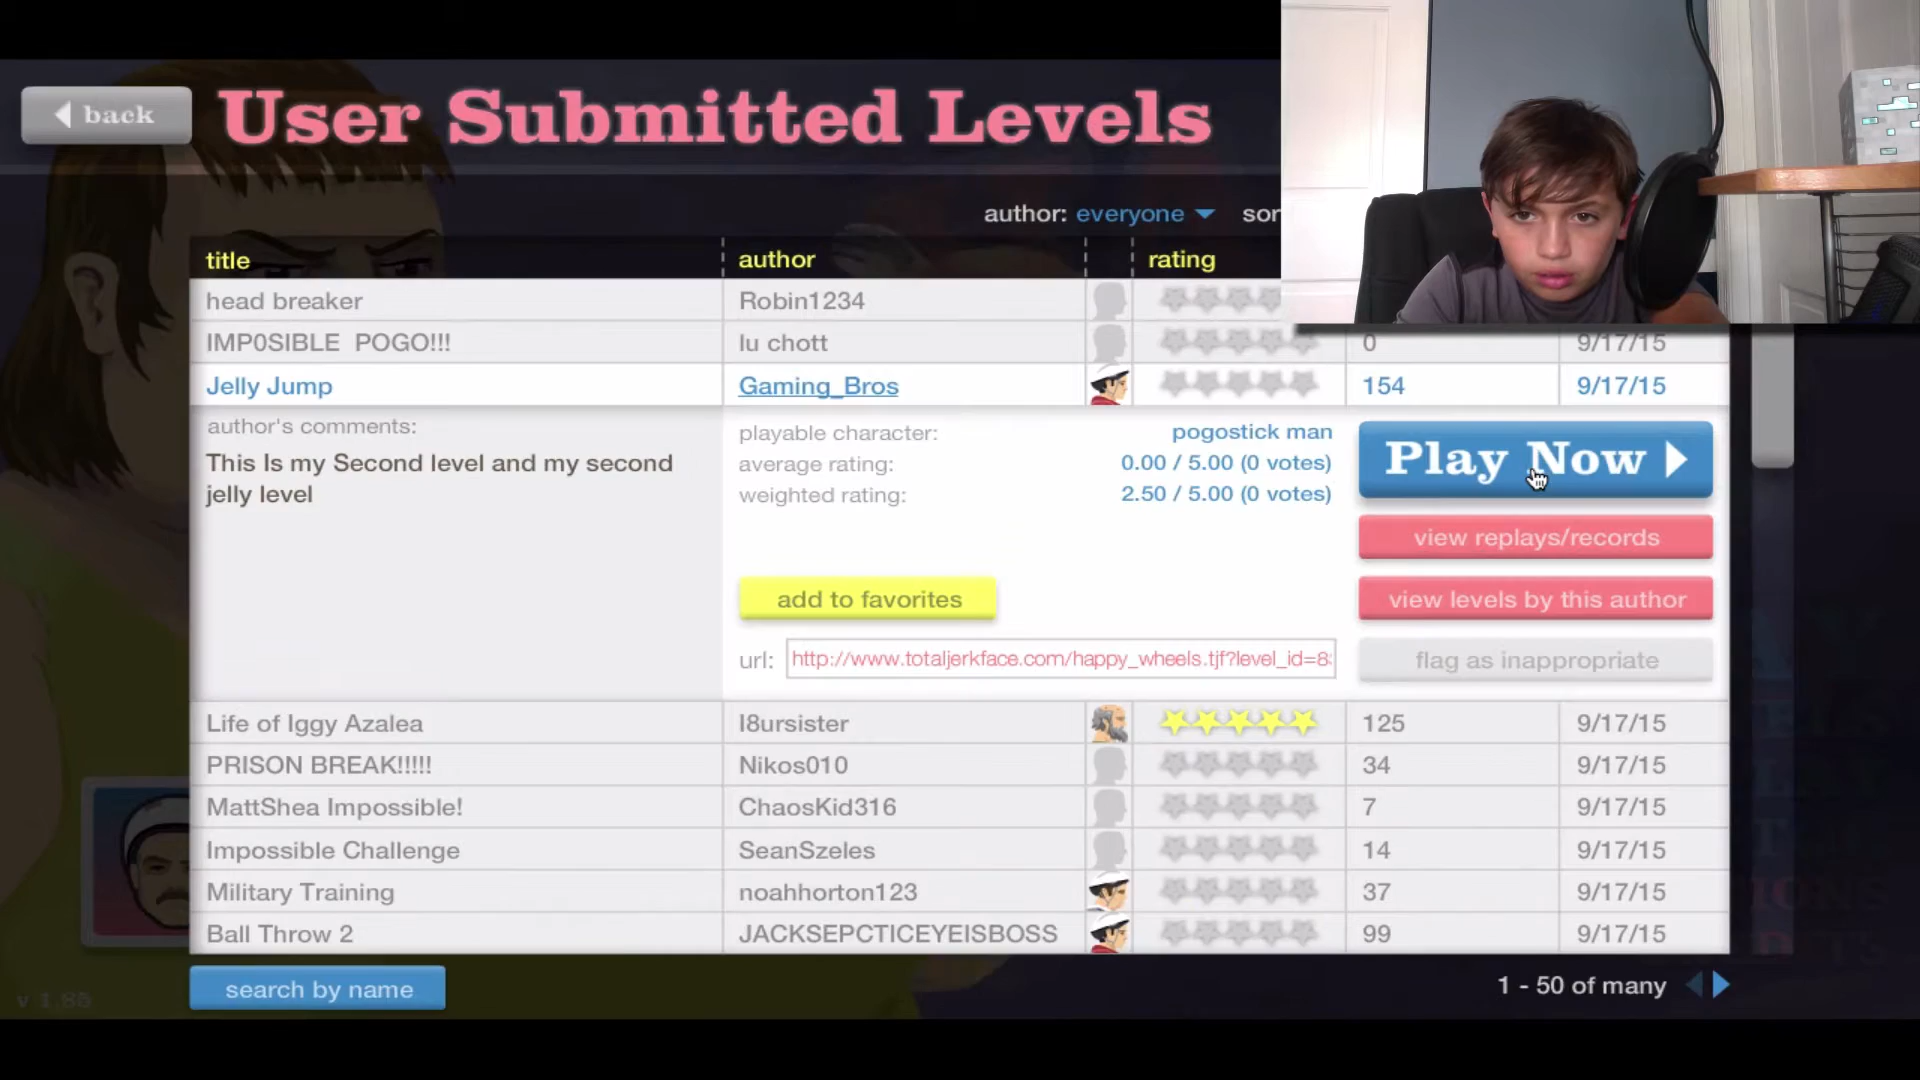 back
User Submitted Levels
author: everyone
title author rating
head breaker Robin1234
IMP0SIBLE POGO!!! lu chott 0 9/17/15
Jelly Jump Gaming_Bros 154 9/17/15
author's comments:
This Is my Second level and my second
jelly level
playable character: pogostick man
average rating: 0.00 / 5.00 (0 votes)
weighted rating: 2.50 / 5.00 (0 votes)
Play Now
view replays/records
add to favorites
view levels by this author
url: http://www.totaljerkface.com/happy_wheels.tjf?level_id=8
flag as inappropriate
Life of Iggy Azalea I8ursister 125 9/17/15
PRISON BREAK!!!!! Nikos010 34 9/17/15
MattShea Impossible! ChaosKid316 7 9/17/15
Impossible Challenge SeanSzeles 14 9/17/15
Military Training noahhorton123 37 9/17/15
Ball Throw 2 JACKSEPCTICEYEISBOSS 99 9/17/15
v 1.85
search by name
1 - 50 of many